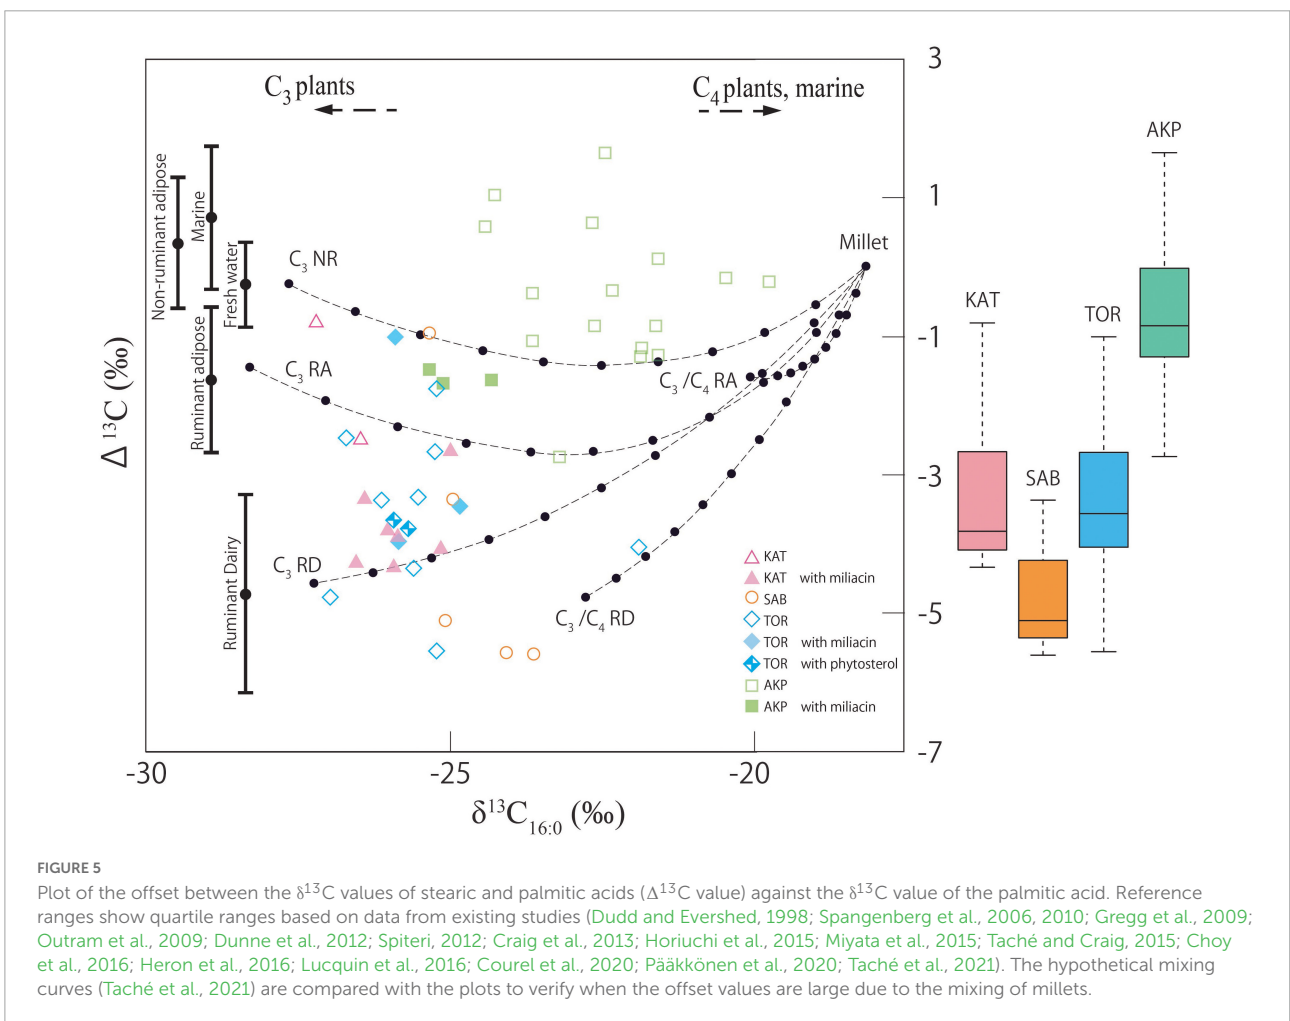 C3 plants
C4 plants, marine
3
1
-1
-3
-5
-7
Non-ruminant adipose
Marine
Fresh water
Ruminant adipose
Ruminant Dairy
Δ 13C (‰)
C3 NR
C3 RA
C3 RD
Millet
C3 /C4 RA
C3 /C4 RD
KAT
KAT with miliacin
SAB
TOR
TOR with miliacin
TOR with phytosterol
AKP
AKP with miliacin
-30
-25
-20
δ13C16:0 (‰)
KAT
SAB
TOR
AKP
FIGURE 5
Plot of the offset between the δ13C values of stearic and palmitic acids (Δ13C value) against the δ13C value of the palmitic acid. Reference
ranges show quartile ranges based on data from existing studies (Dudd and Evershed, 1998; Spangenberg et al., 2006, 2010; Gregg et al., 2009;
Outram et al., 2009; Dunne et al., 2012; Spiteri, 2012; Craig et al., 2013; Horiuchi et al., 2015; Miyata et al., 2015; Taché and Craig, 2015; Choy
et al., 2016; Heron et al., 2016; Lucquin et al., 2016; Courel et al., 2020; Pääkkönen et al., 2020; Taché et al., 2021). The hypothetical mixing
curves (Taché et al., 2021) are compared with the plots to verify when the offset values are large due to the mixing of millets.